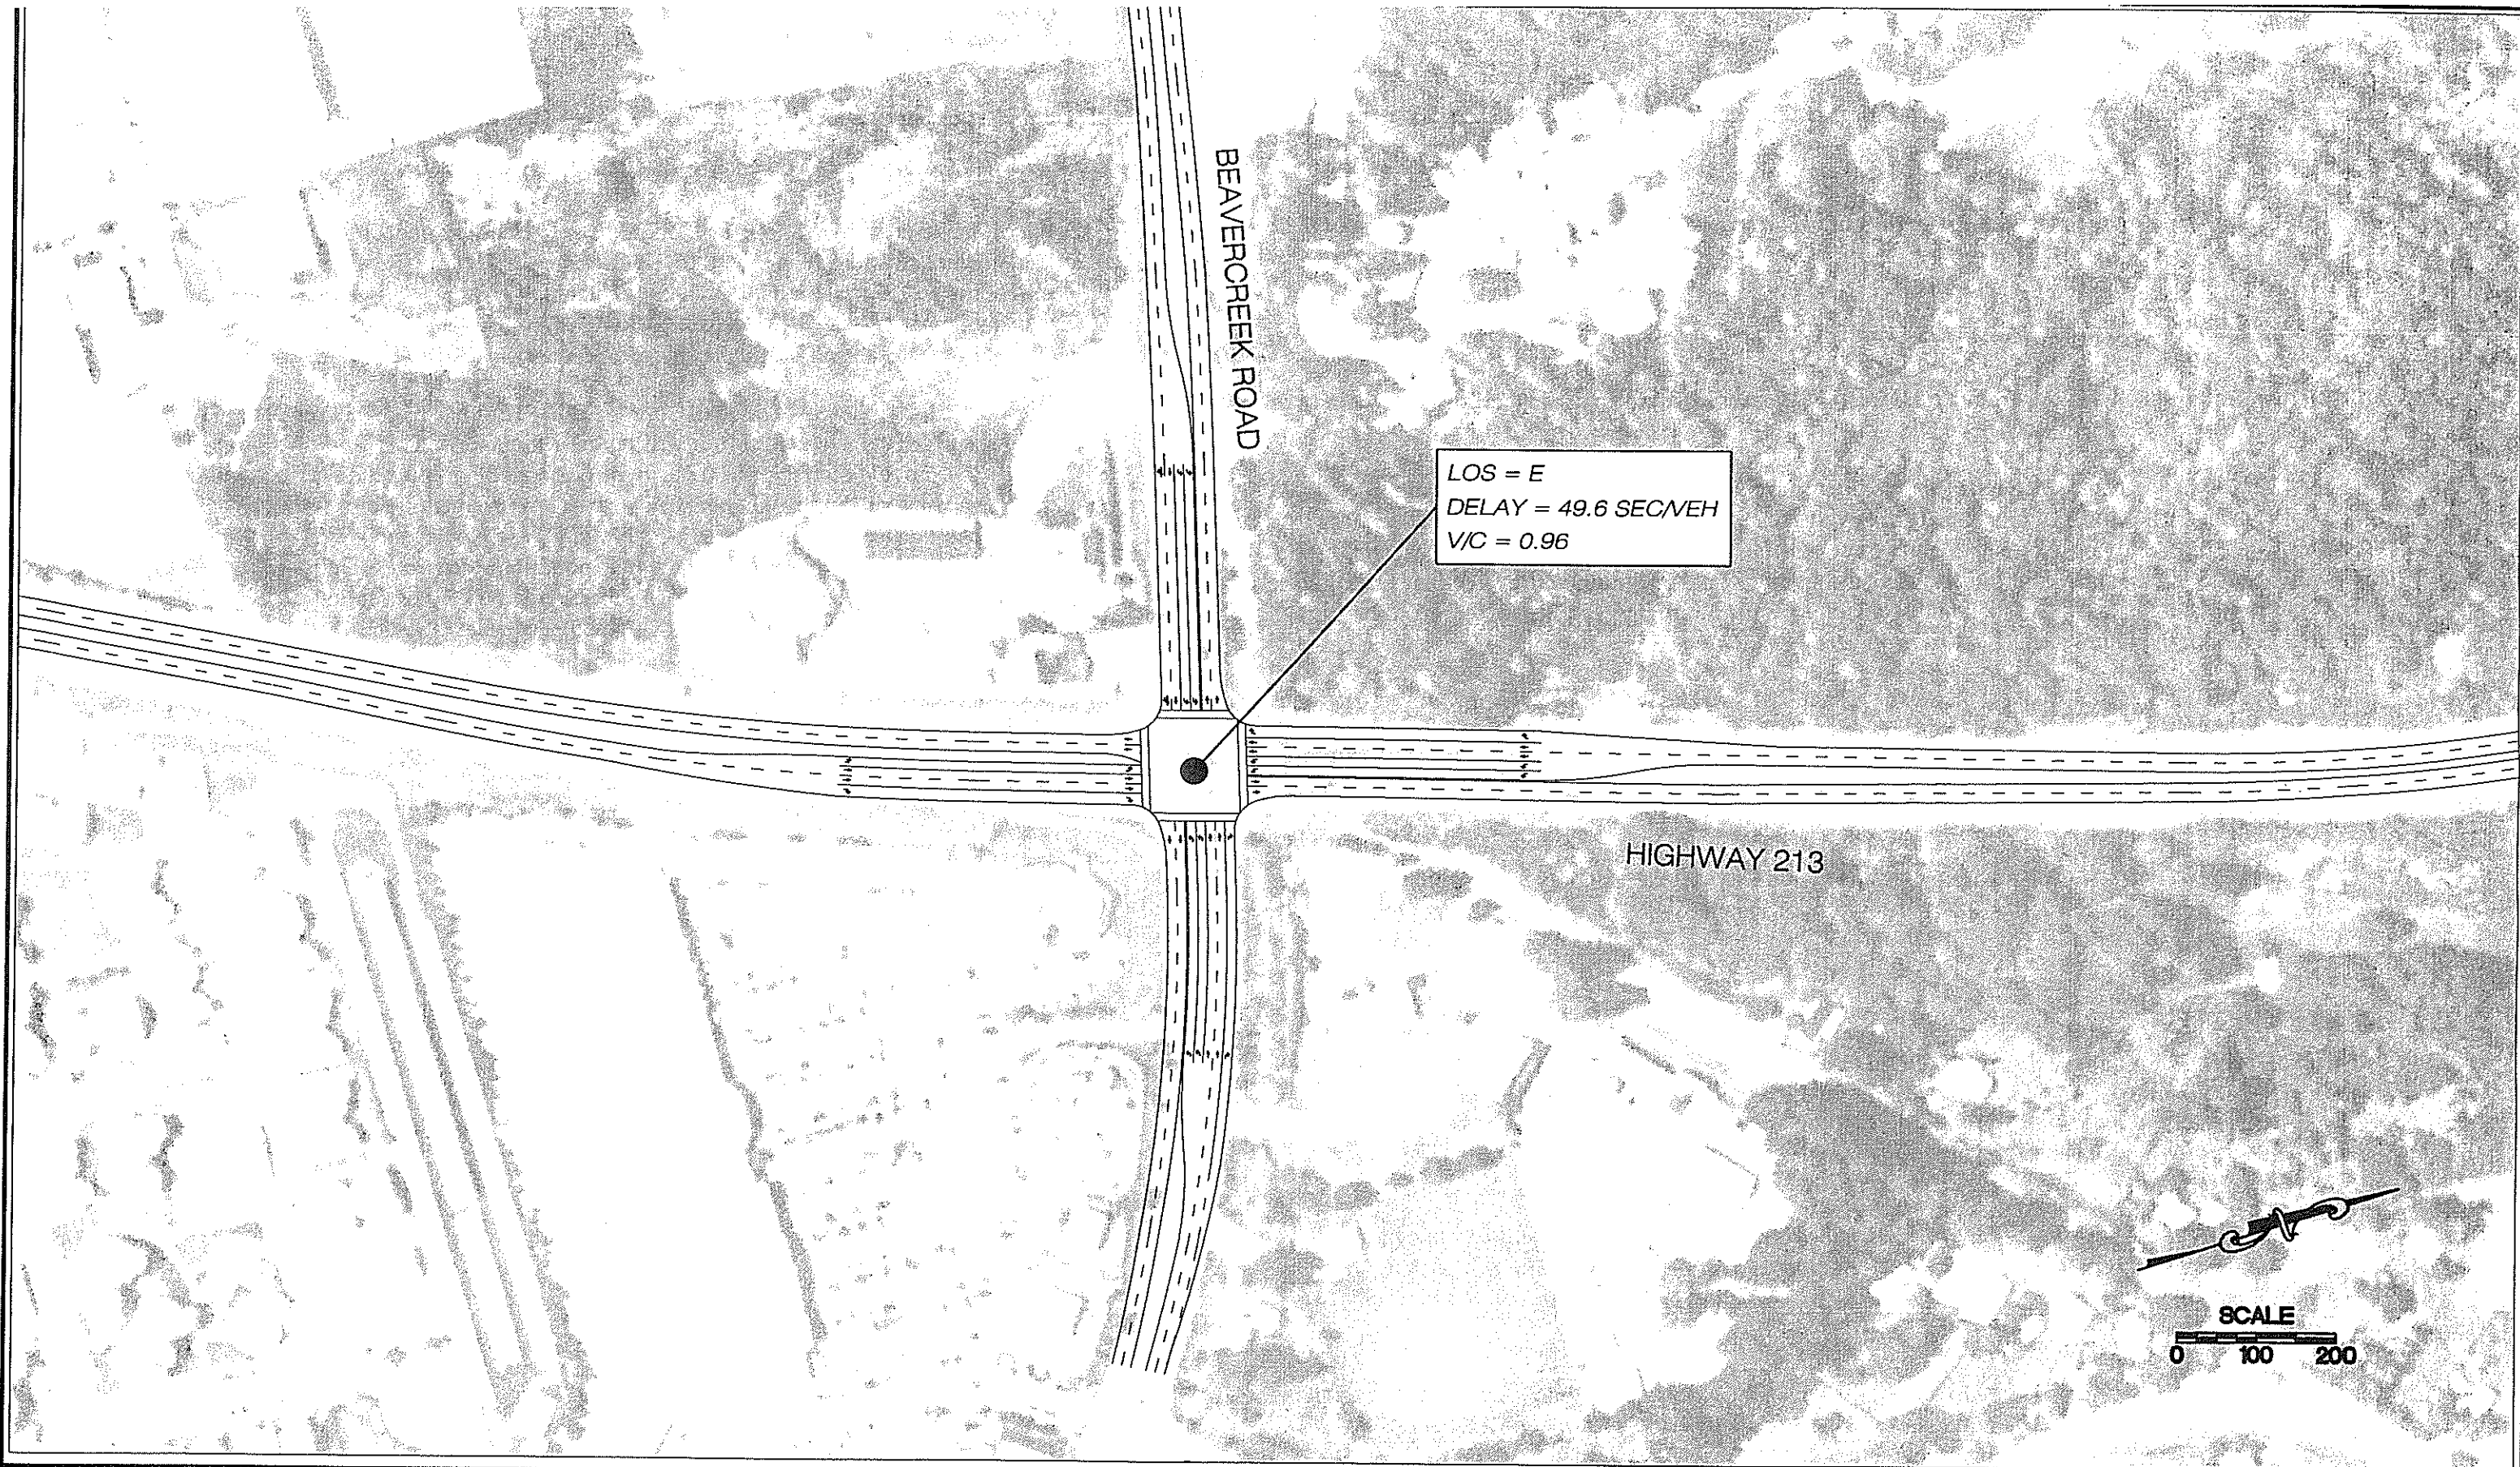 BEAVERCREEK ROAD
LOS = E
DELAY = 49.6 SEC/VEH
V/C = 0.96
HIGHWAY 213
N
SCALE
0 100 200